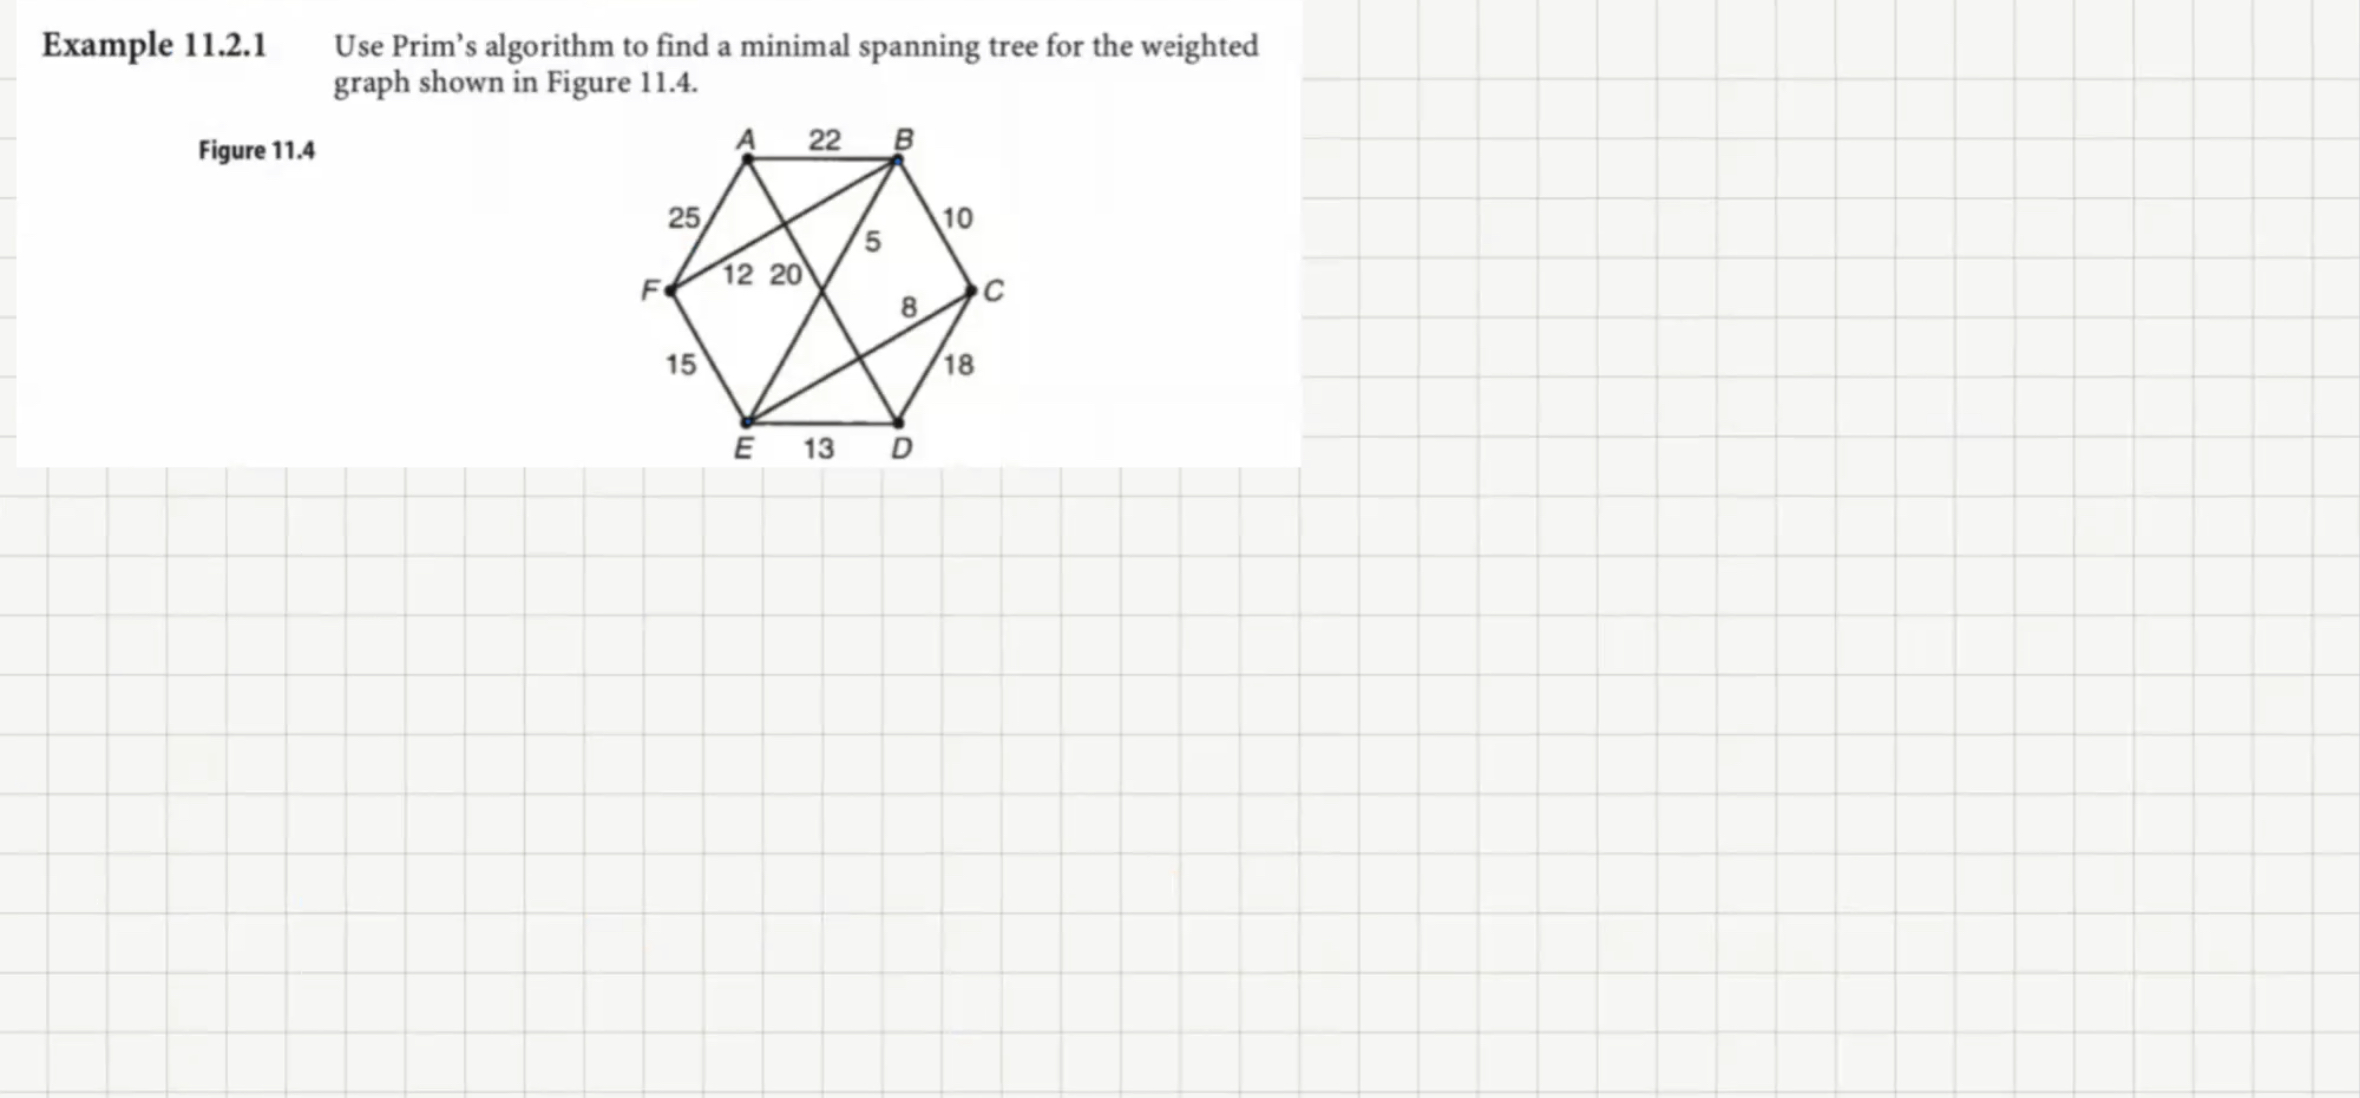 Example 11.2.1 Use Prim's algorithm to find a minimal spanning tree for the weighted
graph shown in Figure 11.4.
Figure 11.4
A 22 B
25 10
5
12 20
F C
8
15 18
E 13 D